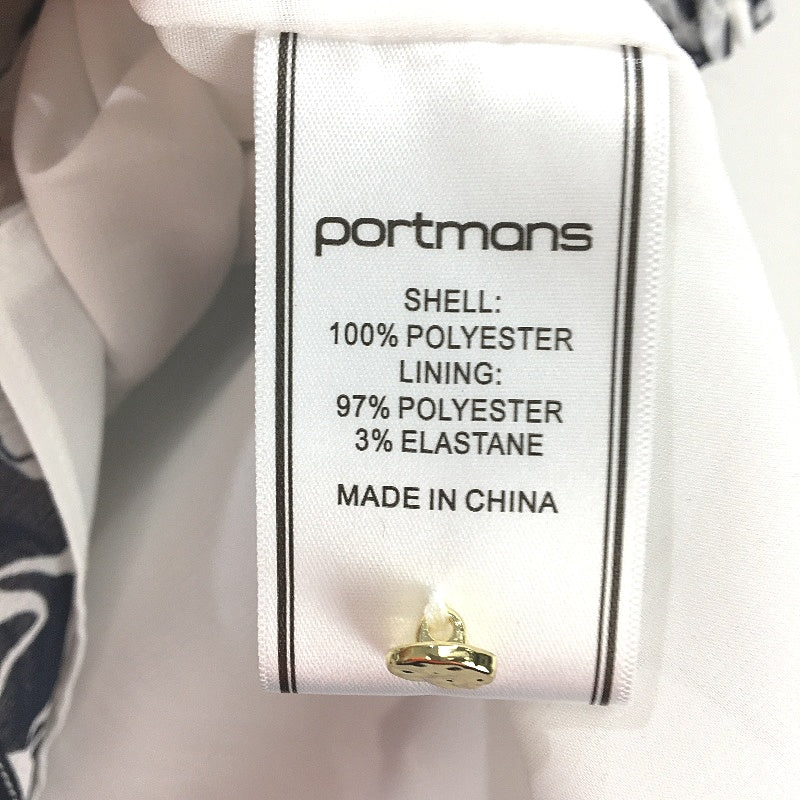 portmans
SHELL:
100% POLYESTER
LINING:
97% POLYESTER
3% ELASTANE
MADE IN CHINA